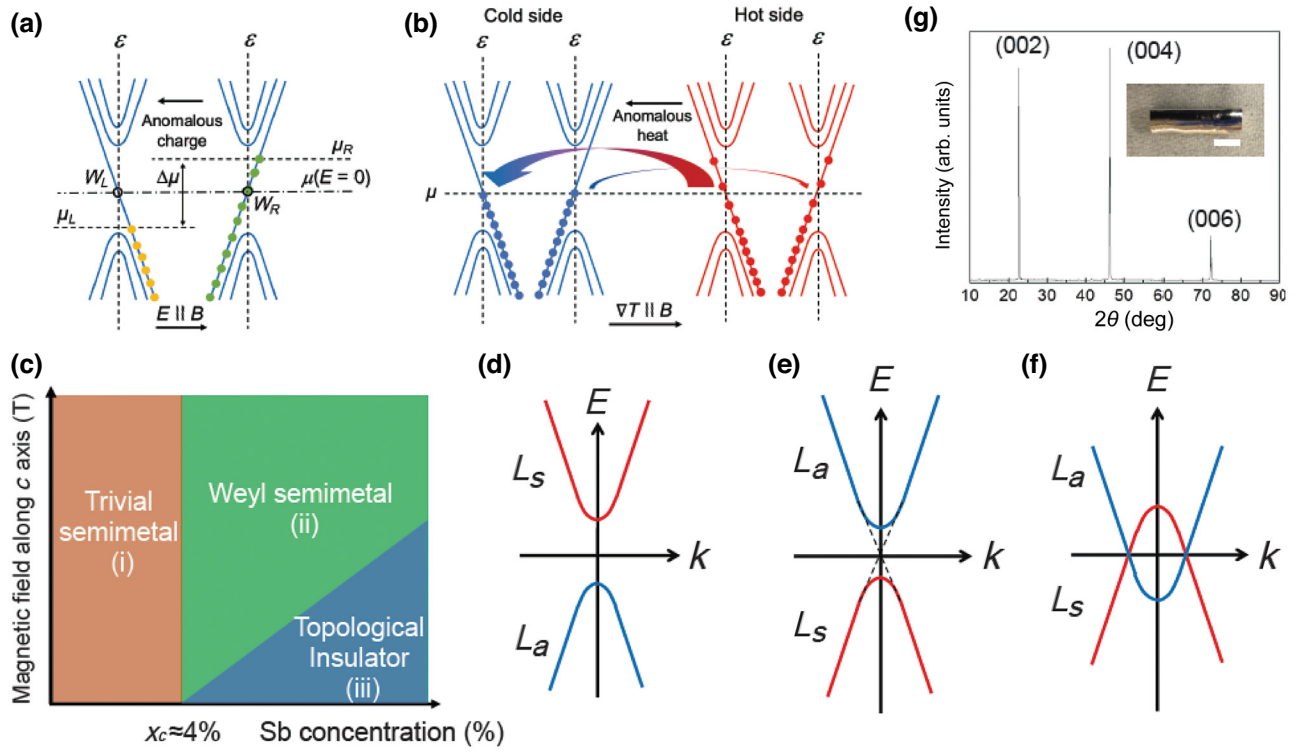 (a)
ε
ε
Anomalous
charge
μR
WL
Δμ
μ(E = 0)
WR
μL
E || B
(b)
Cold side
Hot side
ε
ε
ε
ε
Anomalous
heat
μ
∇T || B
(g)
Intensity (arb. units)
(002)
(004)
(006)
10 20 30 40 50 60 70 80 90
2θ (deg)
(c)
Magnetic field along c axis (T)
Trivial
semimetal
(i)
Weyl semimetal
(ii)
Topological
Insulator
(iii)
xc≈4%
Sb concentration (%)
(d)
E
Ls
k
La
(e)
E
La
k
Ls
(f)
E
La
k
Ls